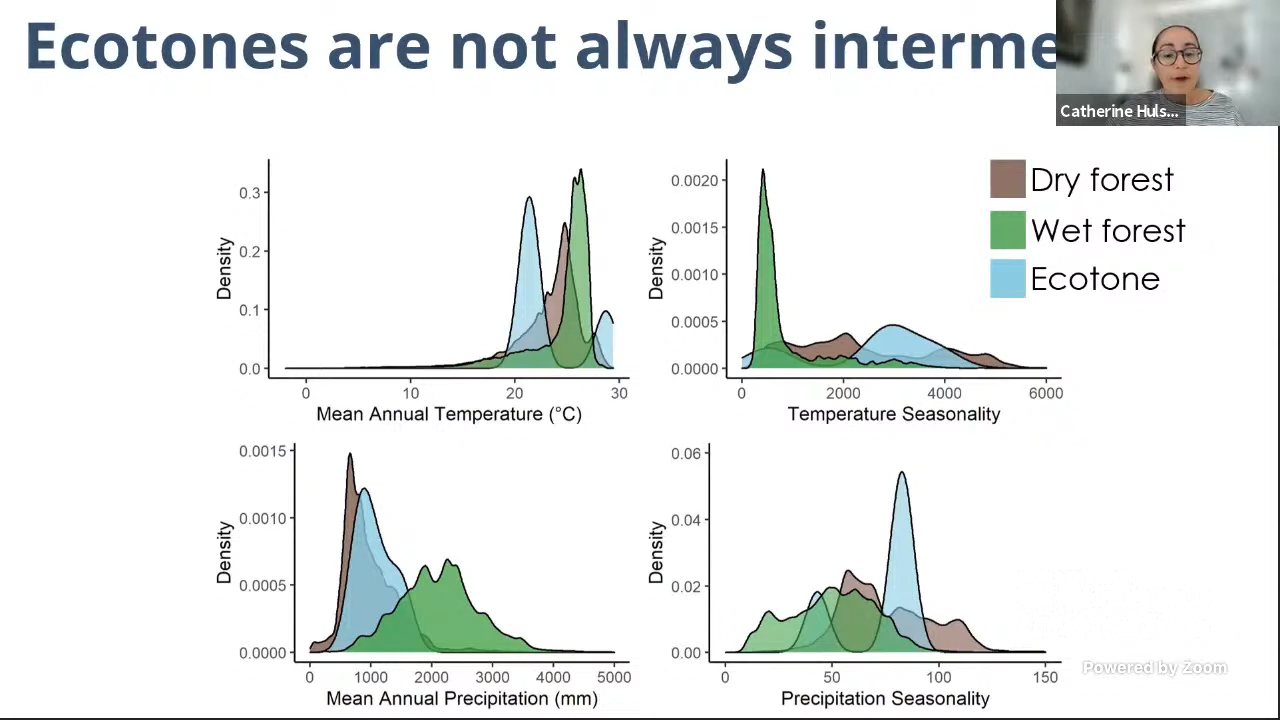 Ecotones are not always interme
Catherine Huls...
Dry forest
Wet forest
Ecotone
0.3
0.2
0.1
0.0
Density
0
10
20
30
Mean Annual Temperature (°C)
0.0020
0.0015
0.0010
0.0005
0.0000
Density
0
2000
4000
6000
Temperature Seasonality
0.0015
0.0010
0.0005
0.0000
Density
0
1000
2000
3000
4000
5000
Mean Annual Precipitation (mm)
0.06
0.04
0.02
0.00
Density
0
50
100
150
Precipitation Seasonality
Powered by Zoom